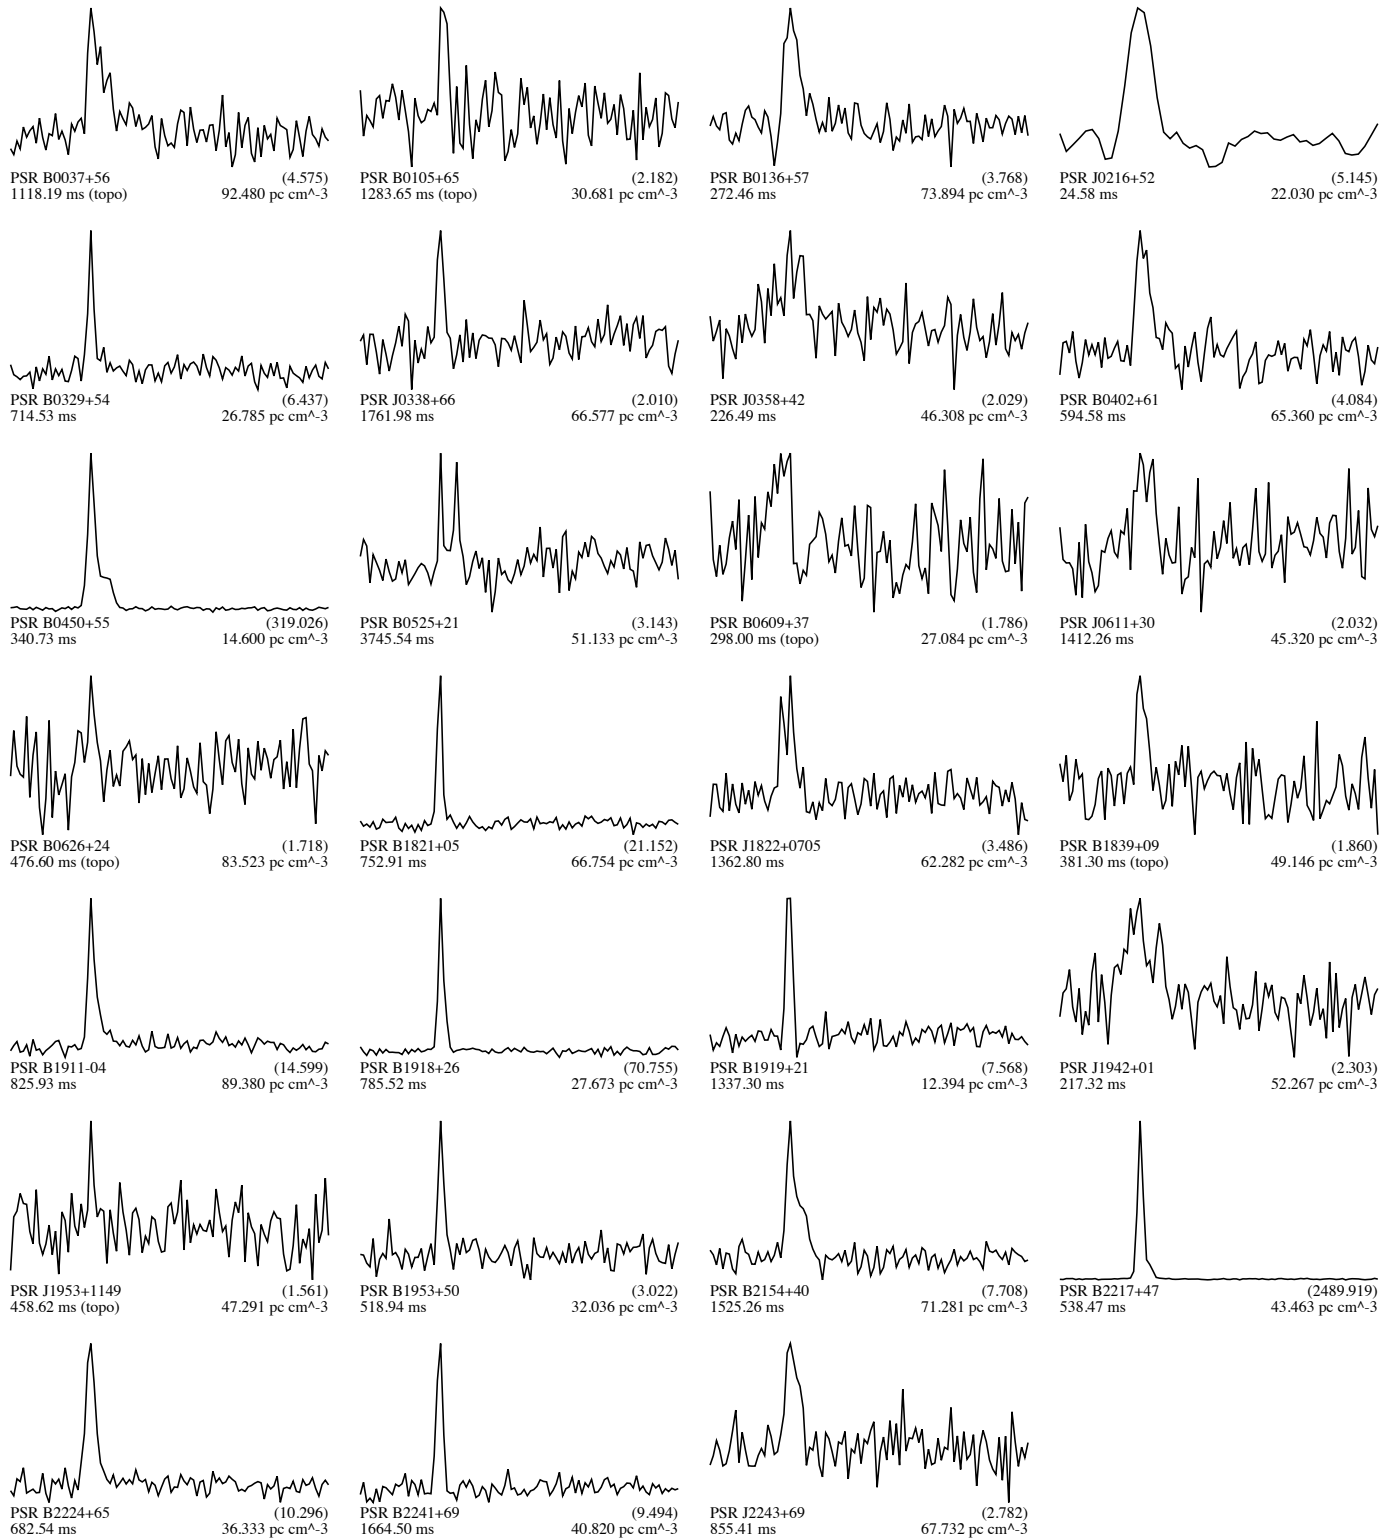 PSR B0037+56 (4.575)
1118.19 ms (topo) 92.480 pc cm^-3
PSR B0105+65 (2.182)
1283.65 ms (topo) 30.681 pc cm^-3
PSR B0136+57 (3.768)
272.46 ms 73.894 pc cm^-3
PSR J0216+52 (5.145)
24.58 ms 22.030 pc cm^-3
PSR B0329+54 (6.437)
714.53 ms 26.785 pc cm^-3
PSR J0338+66 (2.010)
1761.98 ms 66.577 pc cm^-3
PSR J0358+42 (2.029)
226.49 ms 46.308 pc cm^-3
PSR B0402+61 (4.084)
594.58 ms 65.360 pc cm^-3
PSR B0450+55 (319.026)
340.73 ms 14.600 pc cm^-3
PSR B0525+21 (3.143)
3745.54 ms 51.133 pc cm^-3
PSR B0609+37 (1.786)
298.00 ms (topo) 27.084 pc cm^-3
PSR J0611+30 (2.032)
1412.26 ms 45.320 pc cm^-3
PSR B0626+24 (1.718)
476.60 ms (topo) 83.523 pc cm^-3
PSR B1821+05 (21.152)
752.91 ms 66.754 pc cm^-3
PSR J1822+0705 (3.486)
1362.80 ms 62.282 pc cm^-3
PSR B1839+09 (1.860)
381.30 ms (topo) 49.146 pc cm^-3
PSR B1911-04 (14.599)
825.93 ms 89.380 pc cm^-3
PSR B1918+26 (70.755)
785.52 ms 27.673 pc cm^-3
PSR B1919+21 (7.568)
1337.30 ms 12.394 pc cm^-3
PSR J1942+01 (2.303)
217.32 ms 52.267 pc cm^-3
PSR J1953+1149 (1.561)
458.62 ms (topo) 47.291 pc cm^-3
PSR B1953+50 (3.022)
518.94 ms 32.036 pc cm^-3
PSR B2154+40 (7.708)
1525.26 ms 71.281 pc cm^-3
PSR B2217+47 (2489.919)
538.47 ms 43.463 pc cm^-3
PSR B2224+65 (10.296)
682.54 ms 36.333 pc cm^-3
PSR B2241+69 (9.494)
1664.50 ms 40.820 pc cm^-3
PSR J2243+69 (2.782)
855.41 ms 67.732 pc cm^-3